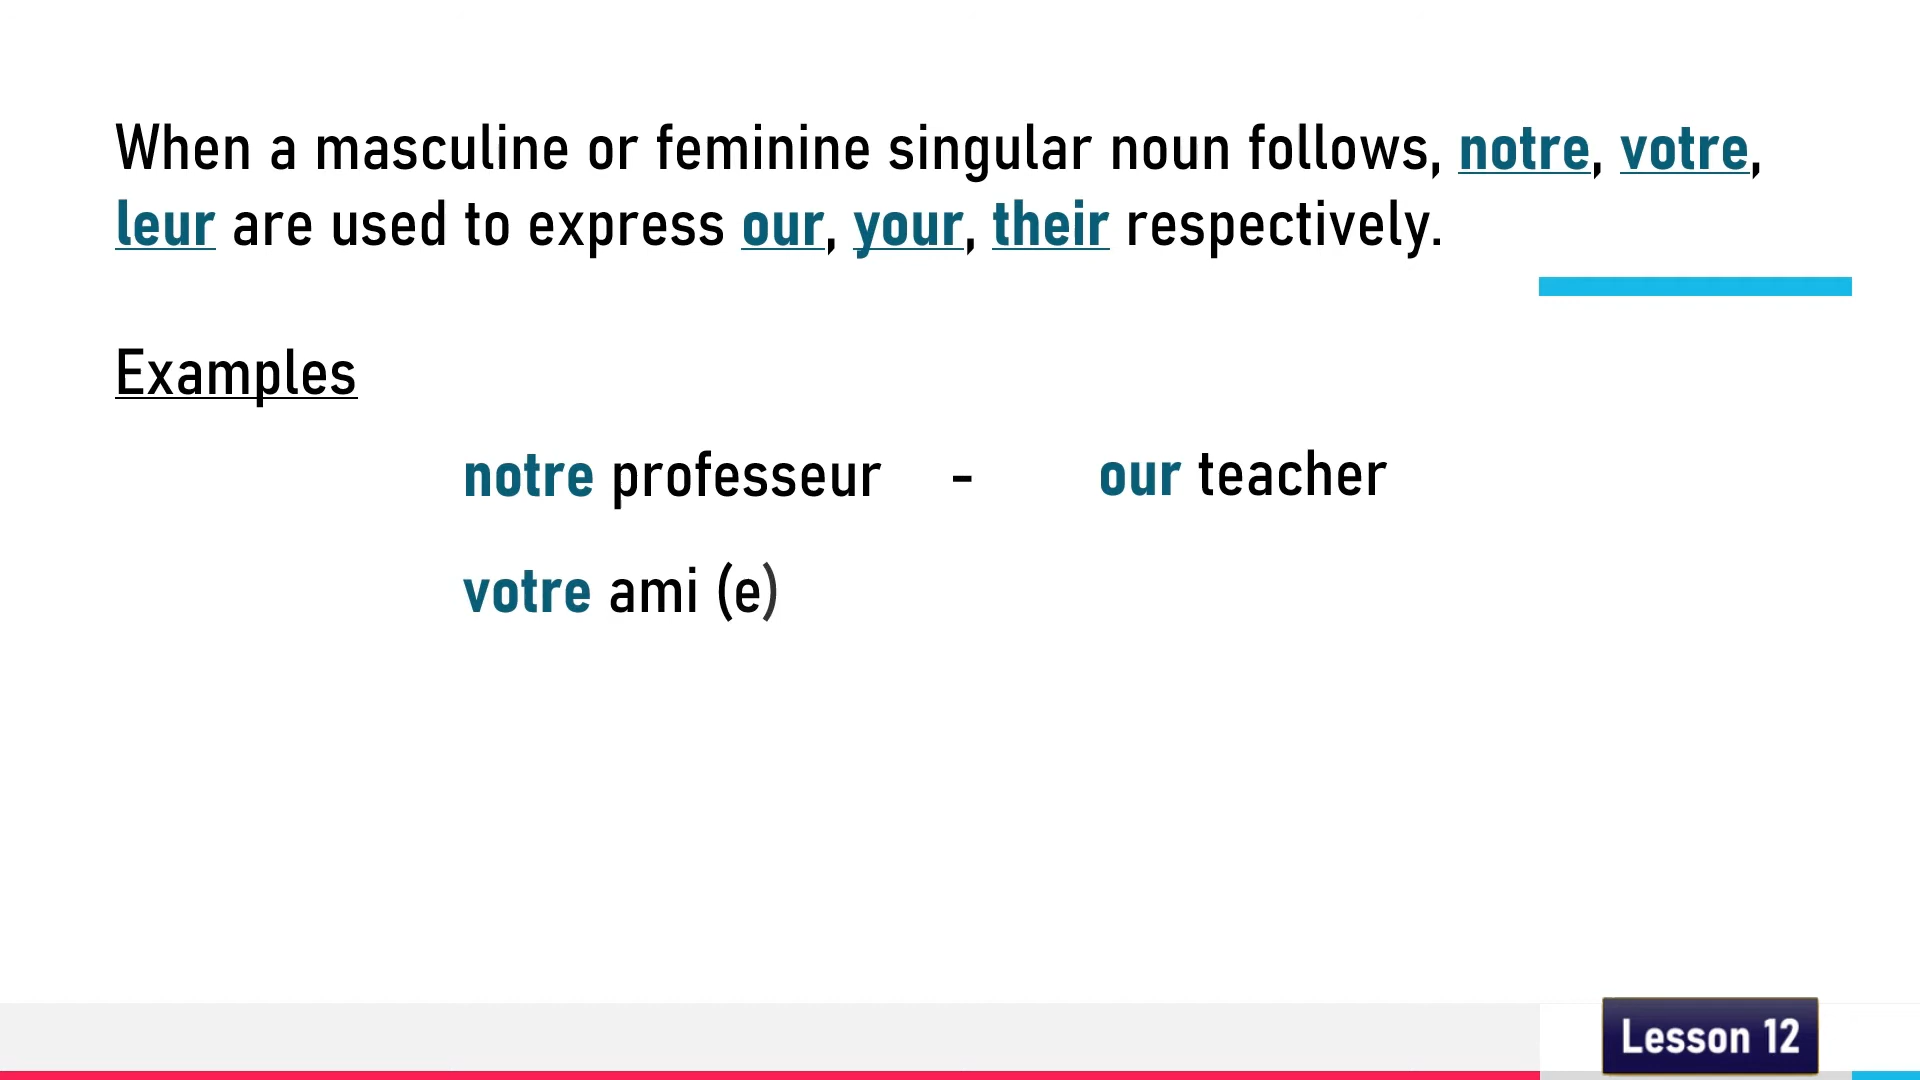 When a masculine or feminine singular noun follows, notre, votre,
leur are used to express our, your, their respectively.
Examples
notre professeur - our teacher
votre ami (e)
Lesson 12